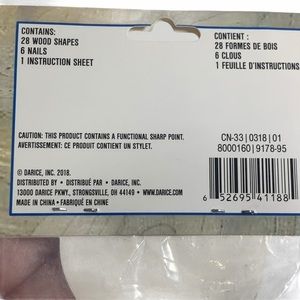 CONTAINS:
28 WOOD SHAPES
6 NAILS
1 INSTRUCTION SHEET
CONTIENT :
28 FORMES DE BOIS
6 CLOUS
1 FEUILLE D'INSTRUCTIONS
CAUTION: THIS PRODUCT CONTAINS A FUNCTIONAL SHARP POINT.
AVERTISSEMENT: CE PRODUIT CONTIENT UN STYLET.
CN-33|0318|01
8000160|9178-95
© DARICE, INC. 2018.
DISTRIBUTED BY • DISTRIBUÉ PAR • DARICE, INC.
13000 DARICE PKWY., STRONGSVILLE, OH 44149 • WWW.DARICE.COM
MADE IN CHINA • FABRIQUÉ EN CHINE
6 52695 41188